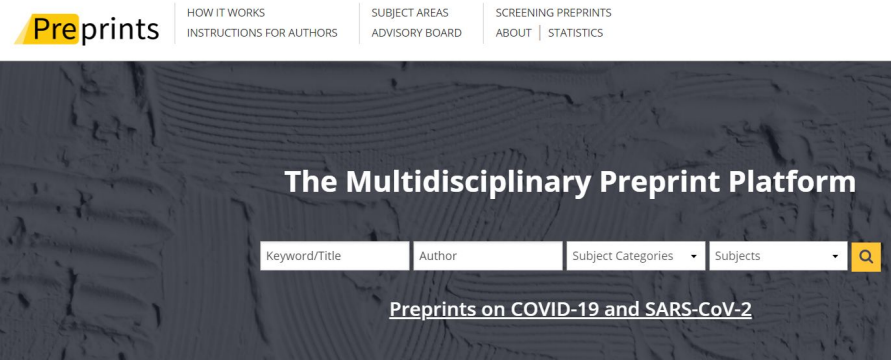 Preprints
HOW IT WORKS
INSTRUCTIONS FOR AUTHORS
SUBJECT AREAS
ADVISORY BOARD
SCREENING PREPRINTS
ABOUT | STATISTICS
The Multidisciplinary Preprint Platform
Keyword/Title Author Subject Categories Subjects
Preprints on COVID-19 and SARS-CoV-2